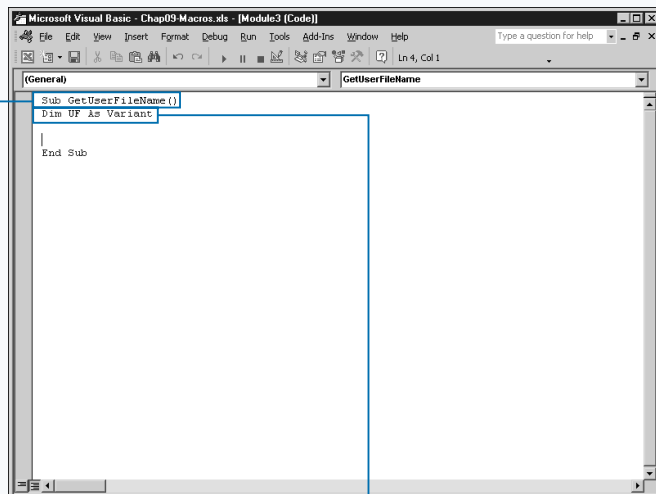 Microsoft Visual Basic - Chap09-Macros.xls - [Module3 (Code)]
File Edit View Insert Format Debug Run Tools Add-Ins Window Help Type a question for help
Ln 4, Col 1
(General) GetUserFileName
Sub GetUserFileName()
Dim UF As Variant
End Sub